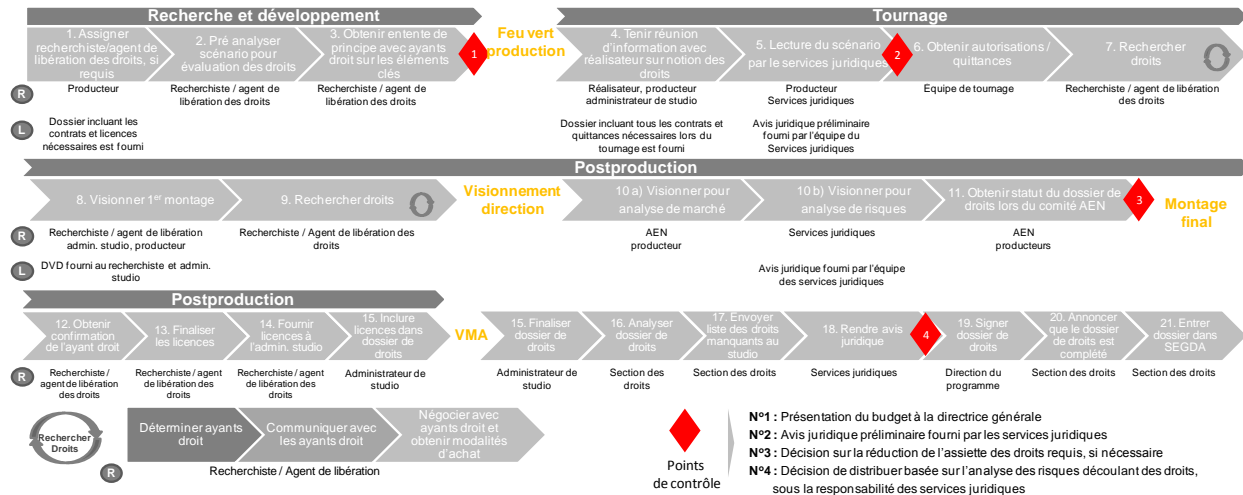 Recherche et développement
Tournage
1. Assigner
recherchiste/agent de
libération des droits, si
requis
2. Pré analyser
scénario pour
évaluation des droits
3. Obtenir entente de
principe avec ayants
droit sur les éléments
clés
1
Feu vert
production
4. Tenir réunion
d'information avec
réalisateur sur notion des
droits
5. Lecture du scénario
par le services juridiques
2
6. Obtenir autorisations /
quittances
7. Rechercher
droits
R
Producteur
Recherchiste / agent de
libération des droits
Recherchiste / agent de
libération des droits
Réalisateur, producteur
administrateur de studio
Producteur
Services juridiques
Equipe de tournage
Recherchiste / agent de libération
des droits
L
Dossier incluant les
contrats et licences
nécessaires est fourni
Dossier incluant tous les contrats et
quittances nécessaires lors du
tournage est fourni
Avis juridique préliminaire
fourni par l'équipe du
Services juridiques
Postproduction
8. Visionner 1er montage
9. Rechercher droits
Visionnement
direction
10 a) Visionner pour
analyse de marché
10 b) Visionner pour
analyse de risques
11. Obtenir statut du dossier de
droits lors du comité AEN
3
Montage
final
R
Recherchiste / agent de libération
admin. studio, producteur
Recherchiste / Agent de libération des
droits
AEN
producteur
Services juridiques
AEN
producteurs
L
DVD fourni au recherchiste et admin.
studio
Avis juridique fourni par l'équipe
des services juridiques
Postproduction
12. Obtenir
confirmation
de l'ayant droit
13. Finaliser
les licences
14. Fournir
licences à
l'admin. studio
15. Inclure
licences dans
dossier de
droits
VMA
15. Finaliser
dossier de
droits
16. Analyser
dossier de
droits
17. Envoyer
liste des droits
manquants au
studio
18. Rendre avis
juridique
4
19. Signer
dossier de
droits
20. Annoncer
que le dossier
de droits est
complété
21. Entrer
dossier dans
SEGDA
R
Recherchiste /
agent de libération
des droits
Recherchiste / agent
de libération des
droits
Recherchiste / agent
de libération des
droits
Administrateur de
studio
Administrateur de
studio
Section des
droits
Section des droits
Services juridiques
Direction du
programme
Section des droits
Section des droits
Rechercher
Droits
Déterminer ayants
droit
Communiquer avec
les ayants droit
Négocier avec
ayants droit et
obtenir modalités
d'achat
R
Recherchiste / Agent de libération
Points
de contrôle
Nº1 : Présentation du budget à la directrice générale
Nº2 : Avis juridique préliminaire fourni par les services juridiques
Nº3 : Décision sur la réduction de l'assiette des droits requis, si nécessaire
Nº4 : Décision de distribuer basée sur l'analyse des risques découlant des droits,
sous la responsabilité des services juridiques